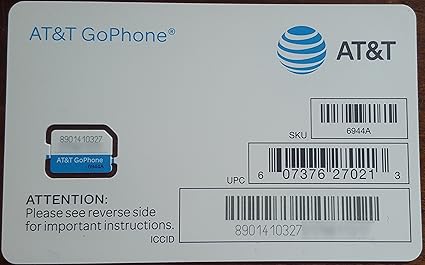 AT&T GoPhone®
AT&T
SKU
6944A
8901410327
AT&T GoPhone
6944A
UPC
6 07376 27021 3
ATTENTION:
Please see reverse side
for important instructions.
ICCID
8901410327